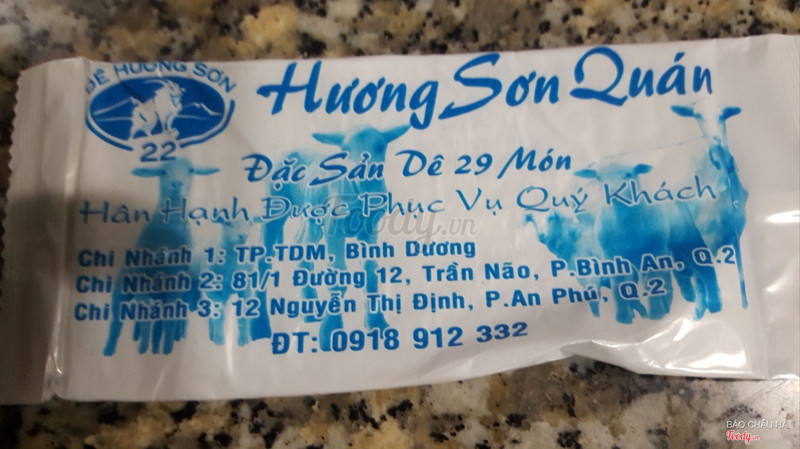 DÊ HƯƠNG SƠN
22
Hương Sơn Quán
Đặc Sản Dê 29 Món
Hân Hạnh Được Phục Vụ Quý Khách
Foody.vn
Chi Nhánh 1: TP.TDM, Bình Dương
Chi Nhánh 2: 81/1 Đường 12, Trần Não, P.Bình An, Q.2
Chi Nhánh 3: 12 Nguyễn Thị Định, P.An Phú, Q.2
ĐT: 0918 912 332
BẢO CHÂU HÀ
Foody.vn